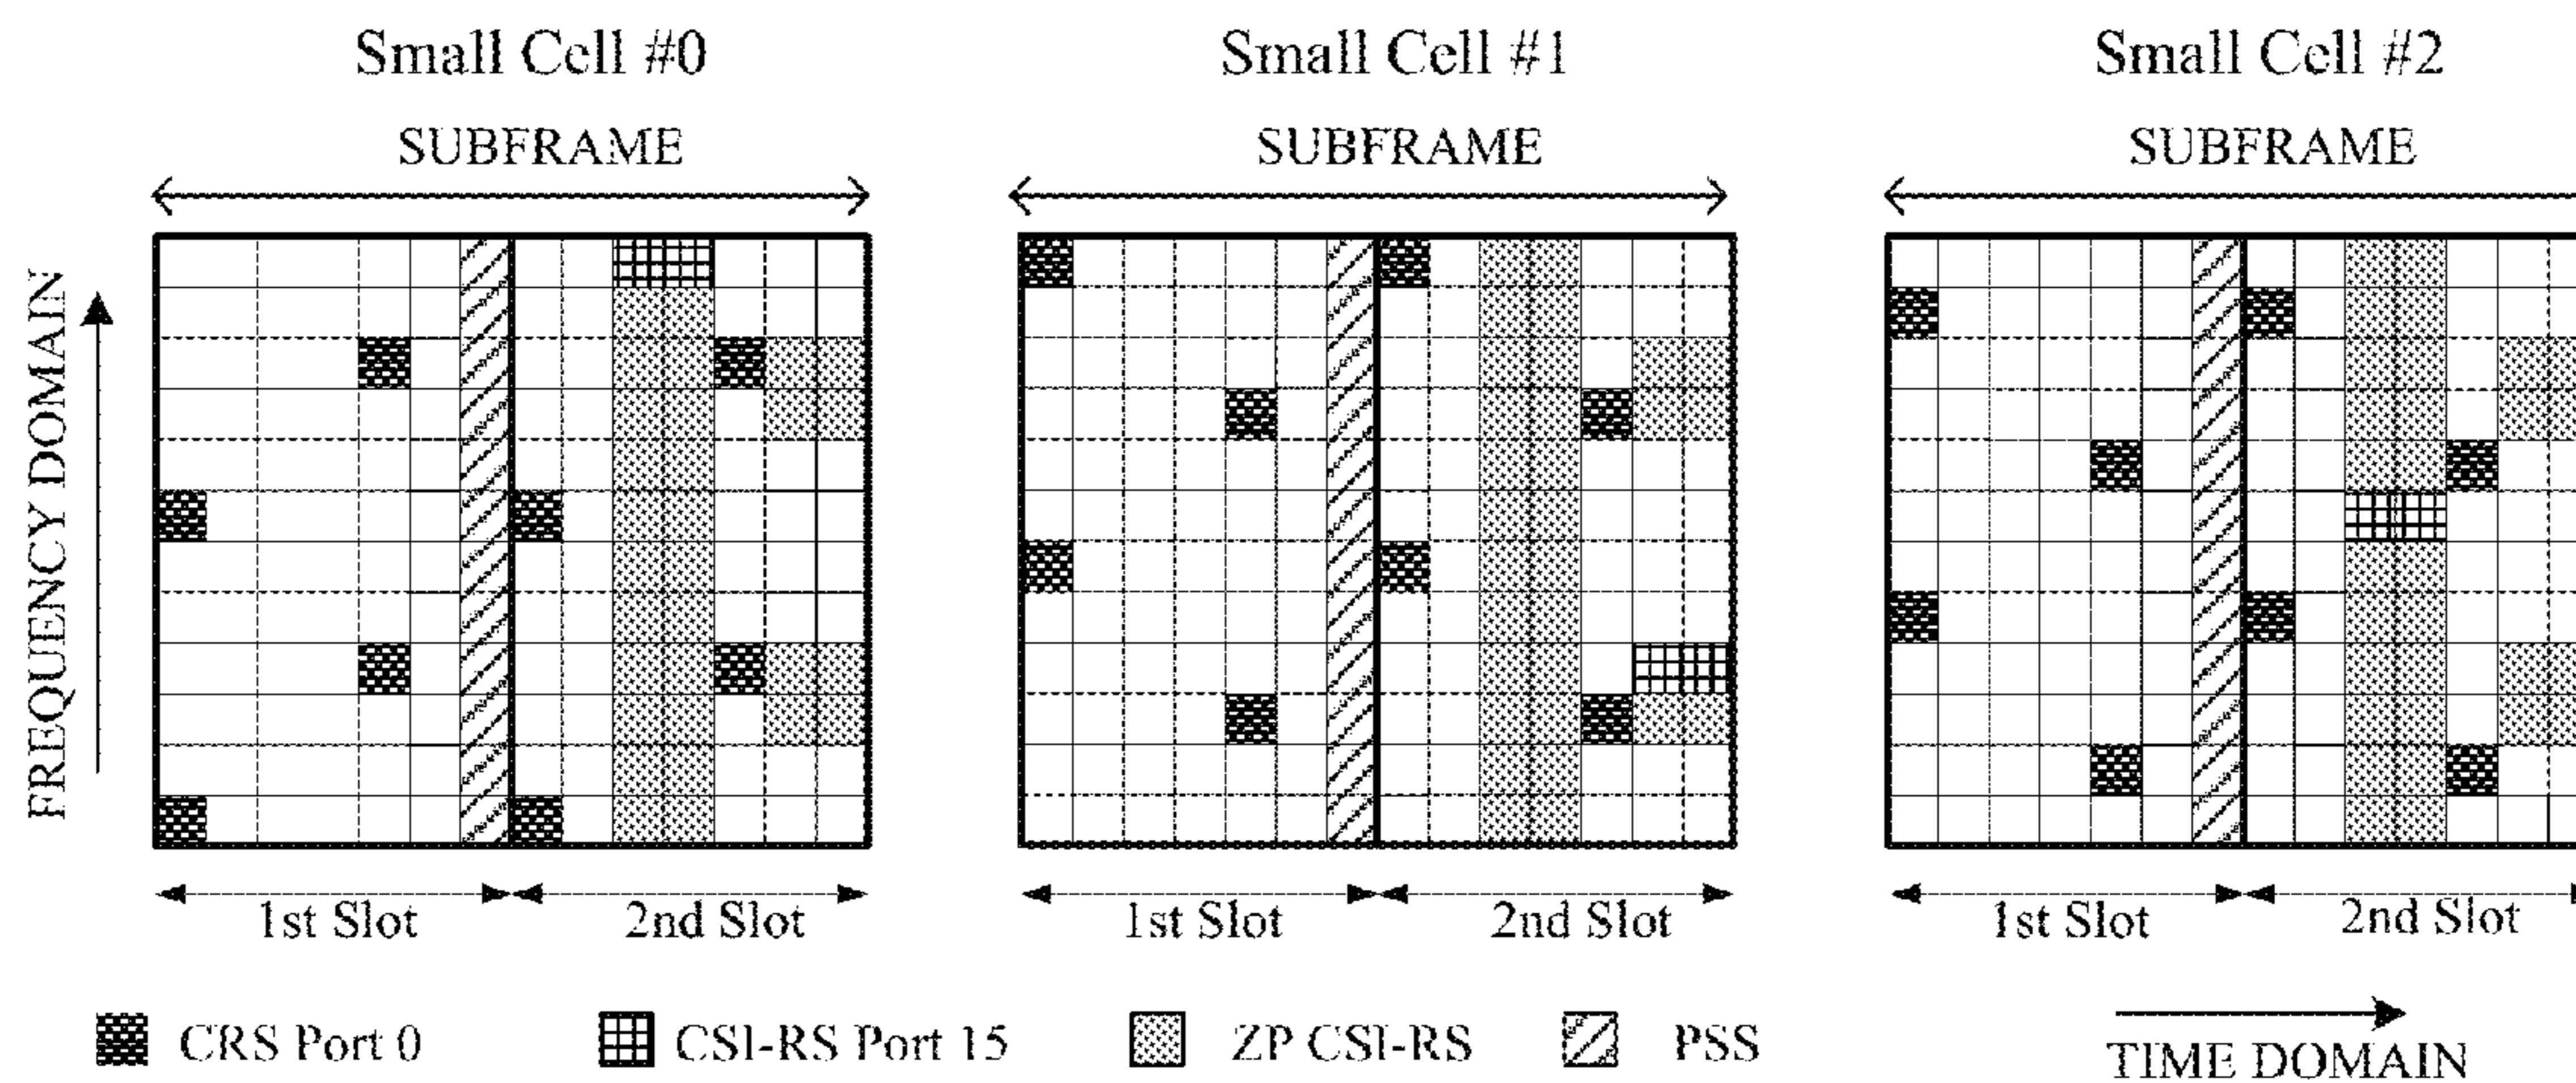 Small Cell #0 Small Cell #1 Small Cell #2
SUBFRAME SUBFRAME SUBFRAME
FREQUENCY DOMAIN
1st Slot 2nd Slot 1st Slot 2nd Slot 1st Slot 2nd Slot
CRS Port 0 CSI-RS Port 15 ZP CSI-RS PSS
TIME DOMAIN